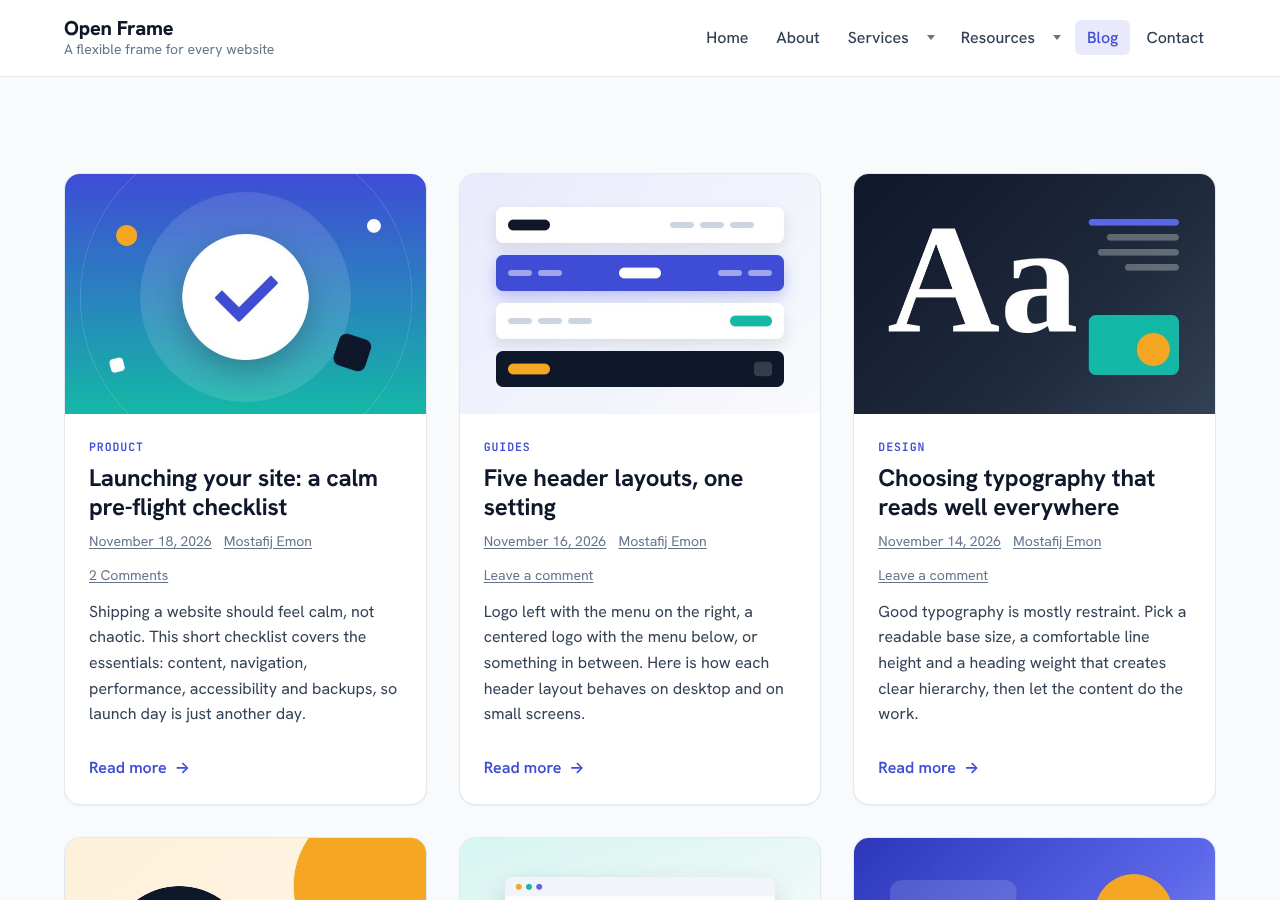 Open Frame
A flexible frame for every website
Home About Services Resources Blog Contact
Aa
PRODUCT
Launching your site: a calm
pre-flight checklist
November 18, 2026 Mostafij Emon
2 Comments
Shipping a website should feel calm, not
chaotic. This short checklist covers the
essentials: content, navigation,
performance, accessibility and backups, so
launch day is just another day.
Read more →
GUIDES
Five header layouts, one
setting
November 16, 2026 Mostafij Emon
Leave a comment
Logo left with the menu on the right, a
centered logo with the menu below, or
something in between. Here is how each
header layout behaves on desktop and on
small screens.
Read more →
DESIGN
Choosing typography that
reads well everywhere
November 14, 2026 Mostafij Emon
Leave a comment
Good typography is mostly restraint. Pick a
readable base size, a comfortable line
height and a heading weight that creates
clear hierarchy, then let the content do the
work.
Read more →